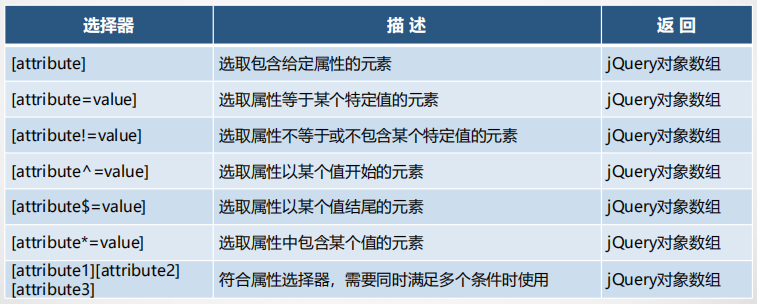 选择器 描 述 返 回
[attribute] 选取包含给定属性的元素 jQuery对象数组
[attribute=value] 选取属性等于某个特定值的元素 jQuery对象数组
[attribute!=value] 选取属性不等于或不包含某个特定值的元素 jQuery对象数组
[attribute^=value] 选取属性以某个值开始的元素 jQuery对象数组
[attribute$=value] 选取属性以某个值结尾的元素 jQuery对象数组
[attribute*=value] 选取属性中包含某个值的元素 jQuery对象数组
[attribute1][attribute2]
[attribute3] 符合属性选择器，需要同时满足多个条件时使用 jQuery对象数组